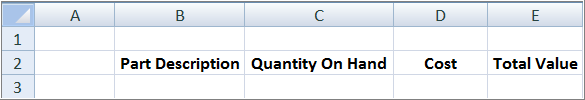 A B C D E
1
2 Part Description Quantity On Hand Cost Total Value
3